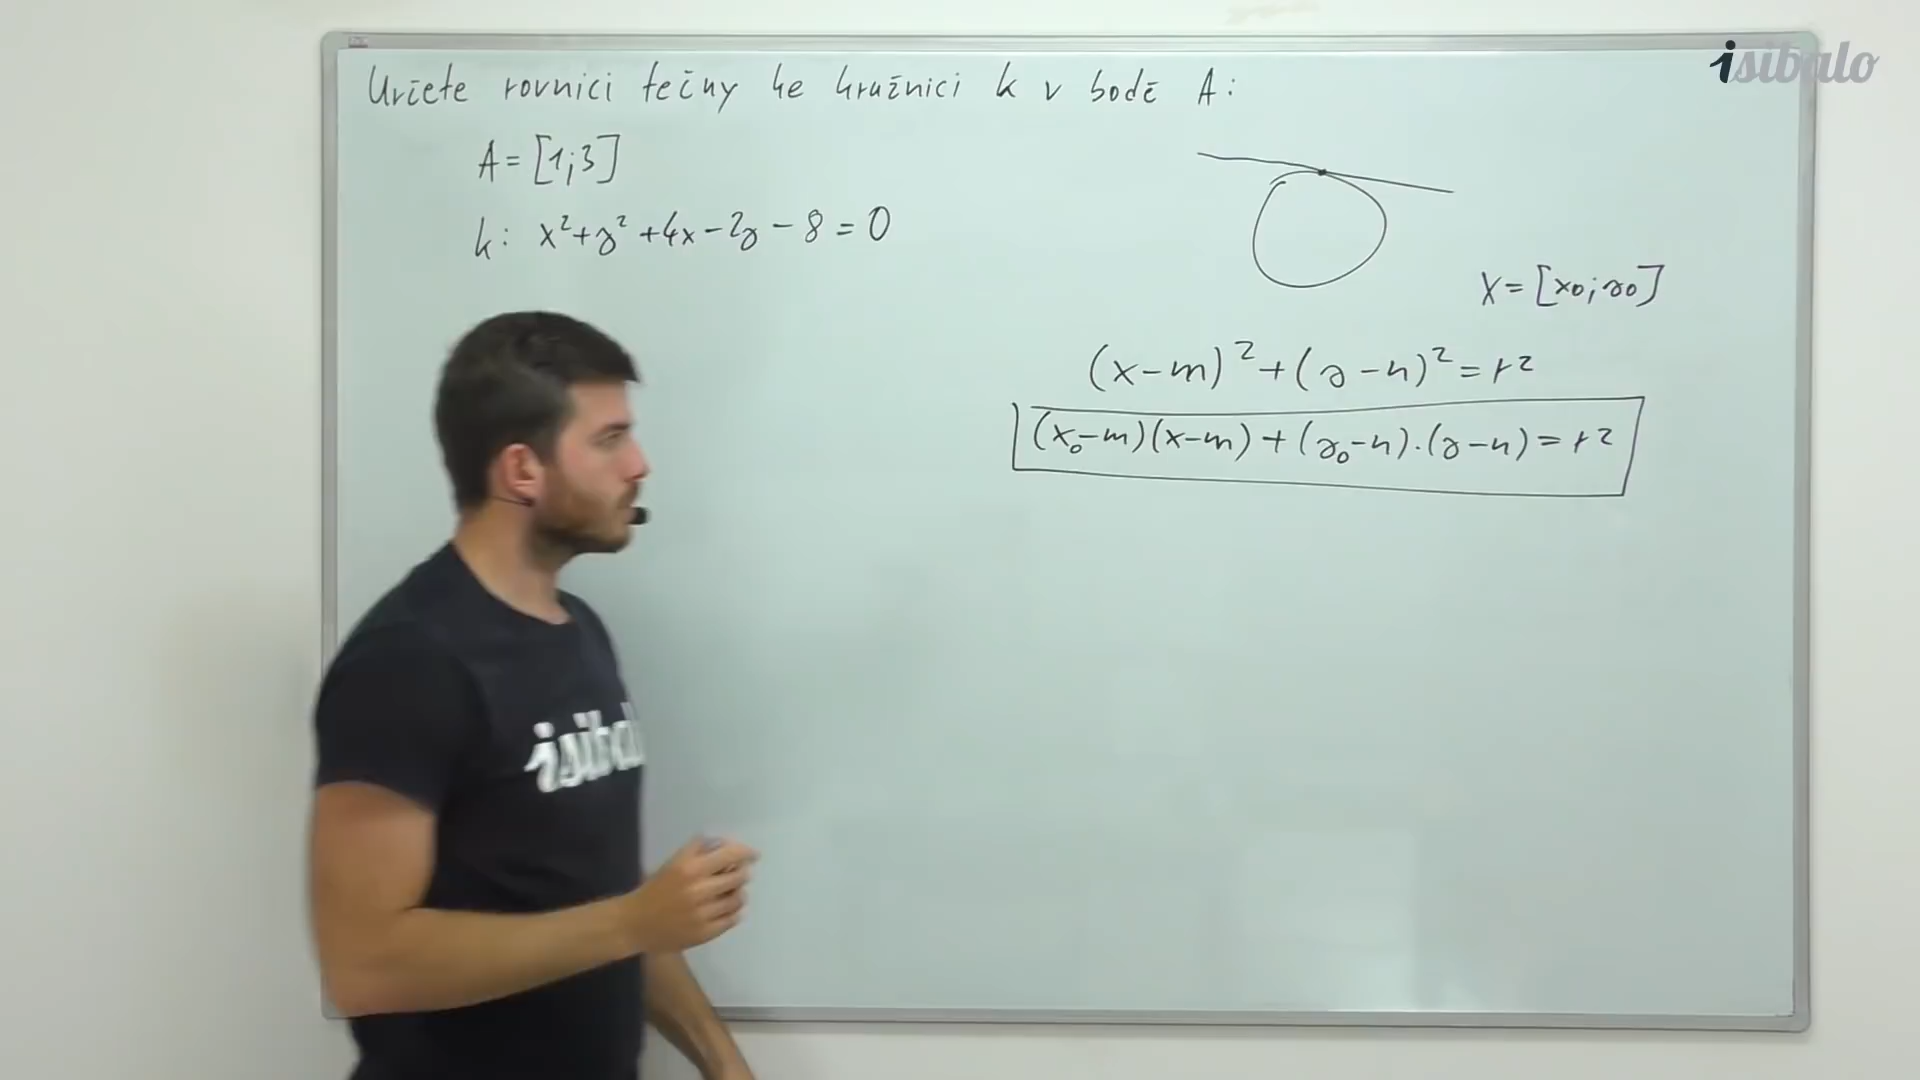 Určete rovnici tečny ke kružnici k v bodě A:
A = [1;3]
k: x² + y² + 4x - 2y - 8 = 0
X = [x₀; y₀]
(x-m)² + (y-n)² = r²
(x₀-m)(x-m) + (y₀-n).(y-n) = r²
isibalo